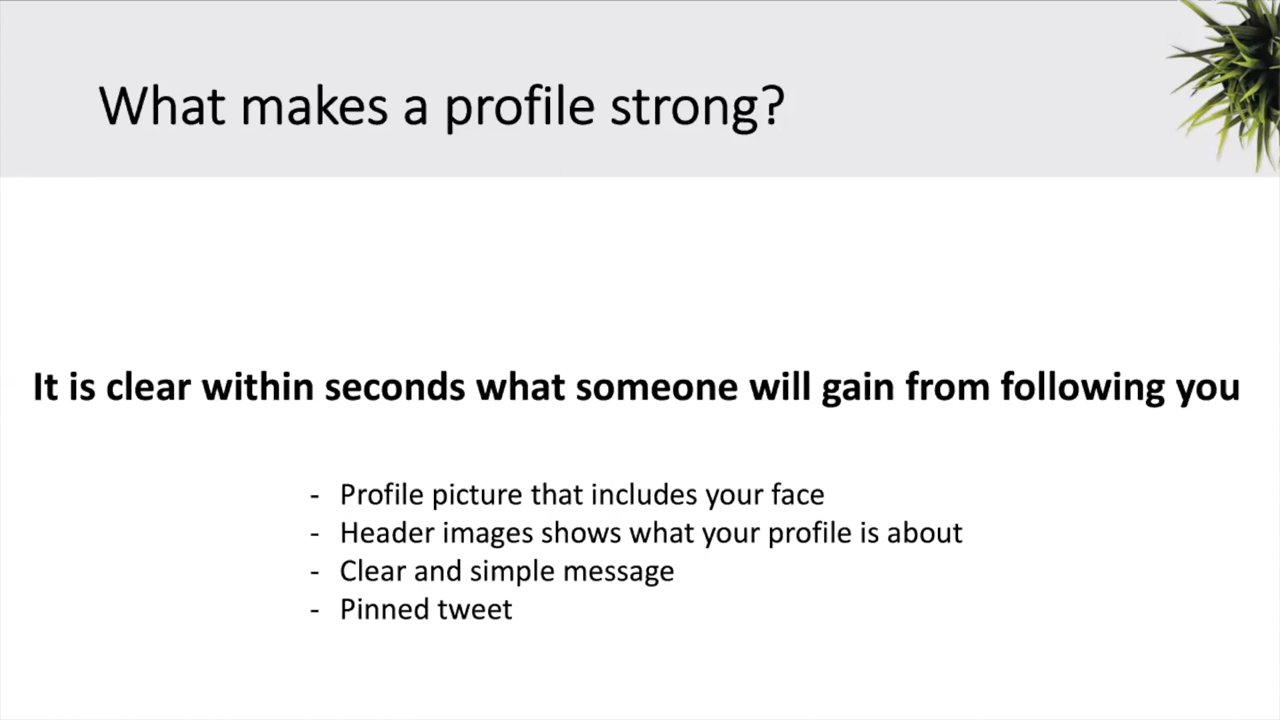 What makes a profile strong?
It is clear within seconds what someone will gain from following you
- Profile picture that includes your face
- Header images shows what your profile is about
- Clear and simple message
- Pinned tweet